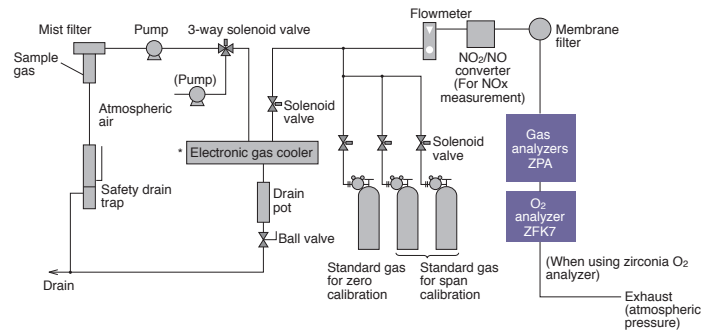 Mist filter
Pump
3-way solenoid valve
Flowmeter
Membrane
filter
NO2/NO
converter
(For NOx
measurement)
Sample
gas
(Pump)
Atmospheric
air
Solenoid
valve
* Electronic gas cooler
Solenoid
valve
Gas
analyzers
ZPA
Safety drain
trap
Drain
pot
O2
analyzer
ZFK7
Ball valve
Drain
Standard gas
for zero
calibration
Standard gas
for span
calibration
(When using zirconia O2
analyzer)
Exhaust
(atmospheric
pressure)